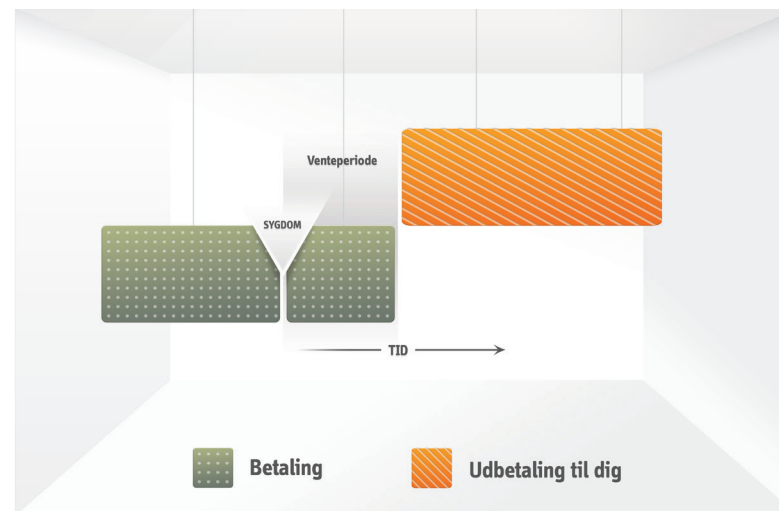 Venteperiode
SYGDOM
TID
Betaling
Udbetaling til dig